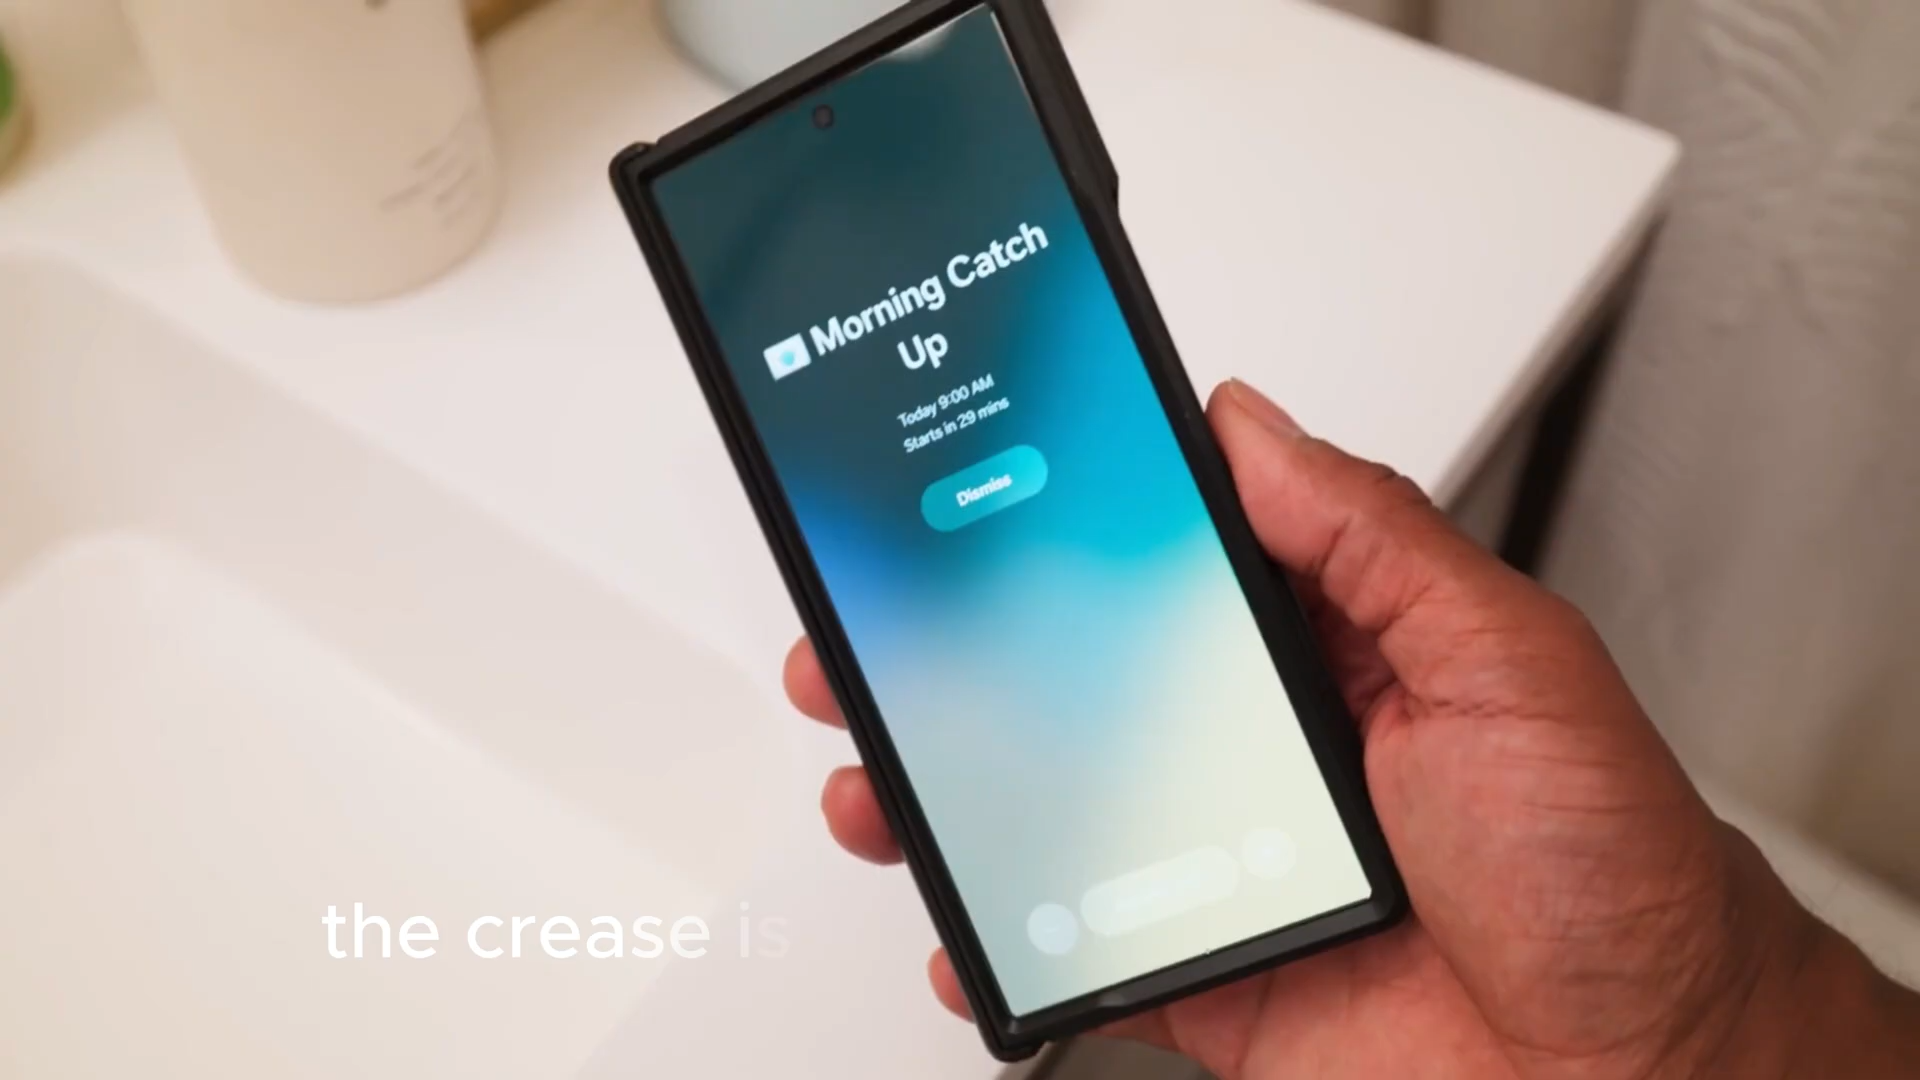 Morning Catch
Up
Today 9:00 AM
Starts in 29 mins
Dismiss
the crease is